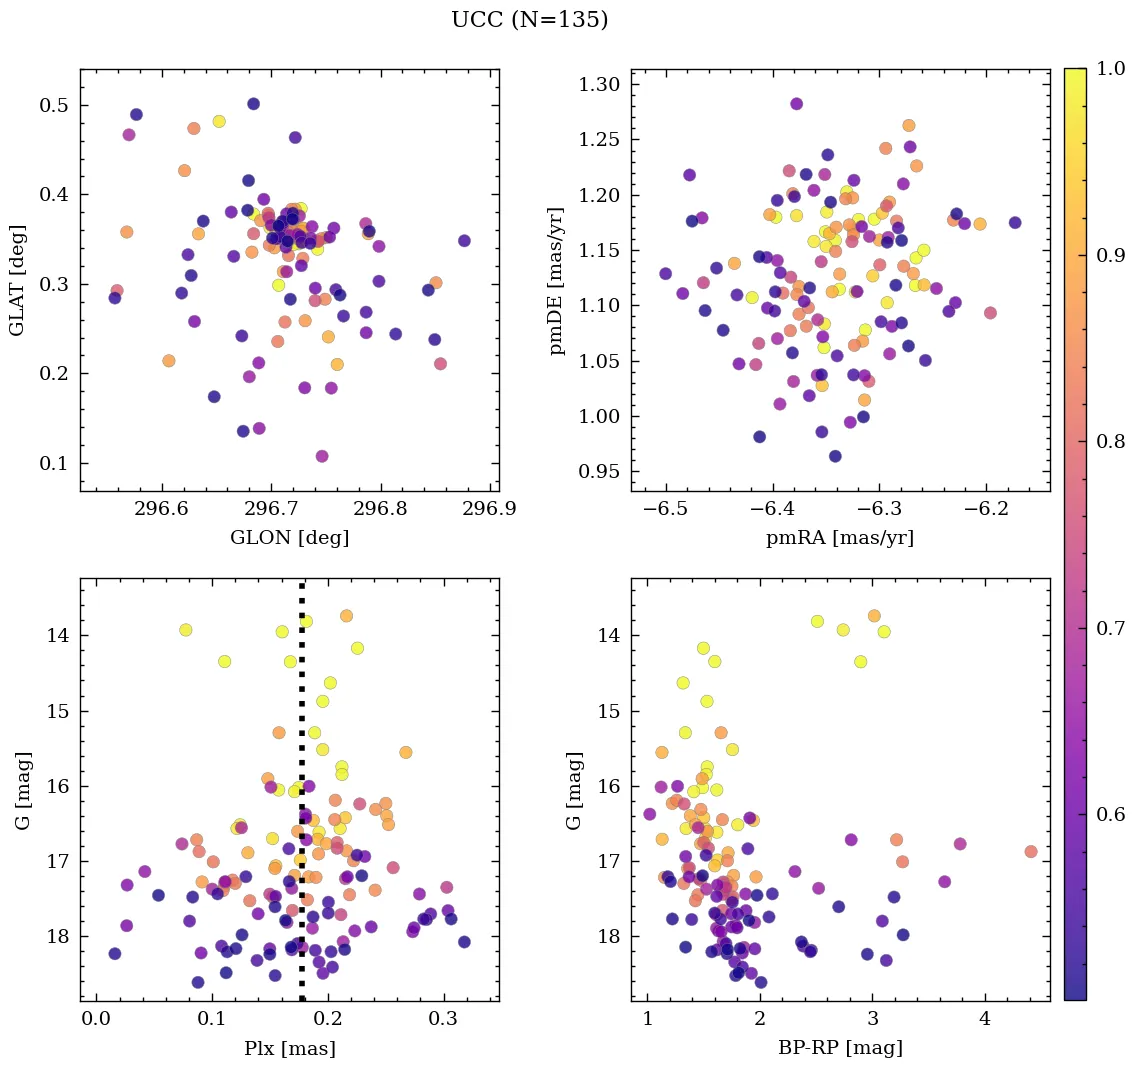 UCC (N=135)
0.5
0.4
0.3
0.2
0.1
GLAT [deg]
296.6 296.7 296.8 296.9
GLON [deg]
1.30
1.25
1.20
1.15
1.10
1.05
1.00
0.95
pmDE [mas/yr]
−6.5 −6.4 −6.3 −6.2
pmRA [mas/yr]
14
15
16
17
18
G [mag]
0.0 0.1 0.2 0.3
Plx [mas]
14
15
16
17
18
G [mag]
1 2 3 4
BP-RP [mag]
1.0
0.9
0.8
0.7
0.6